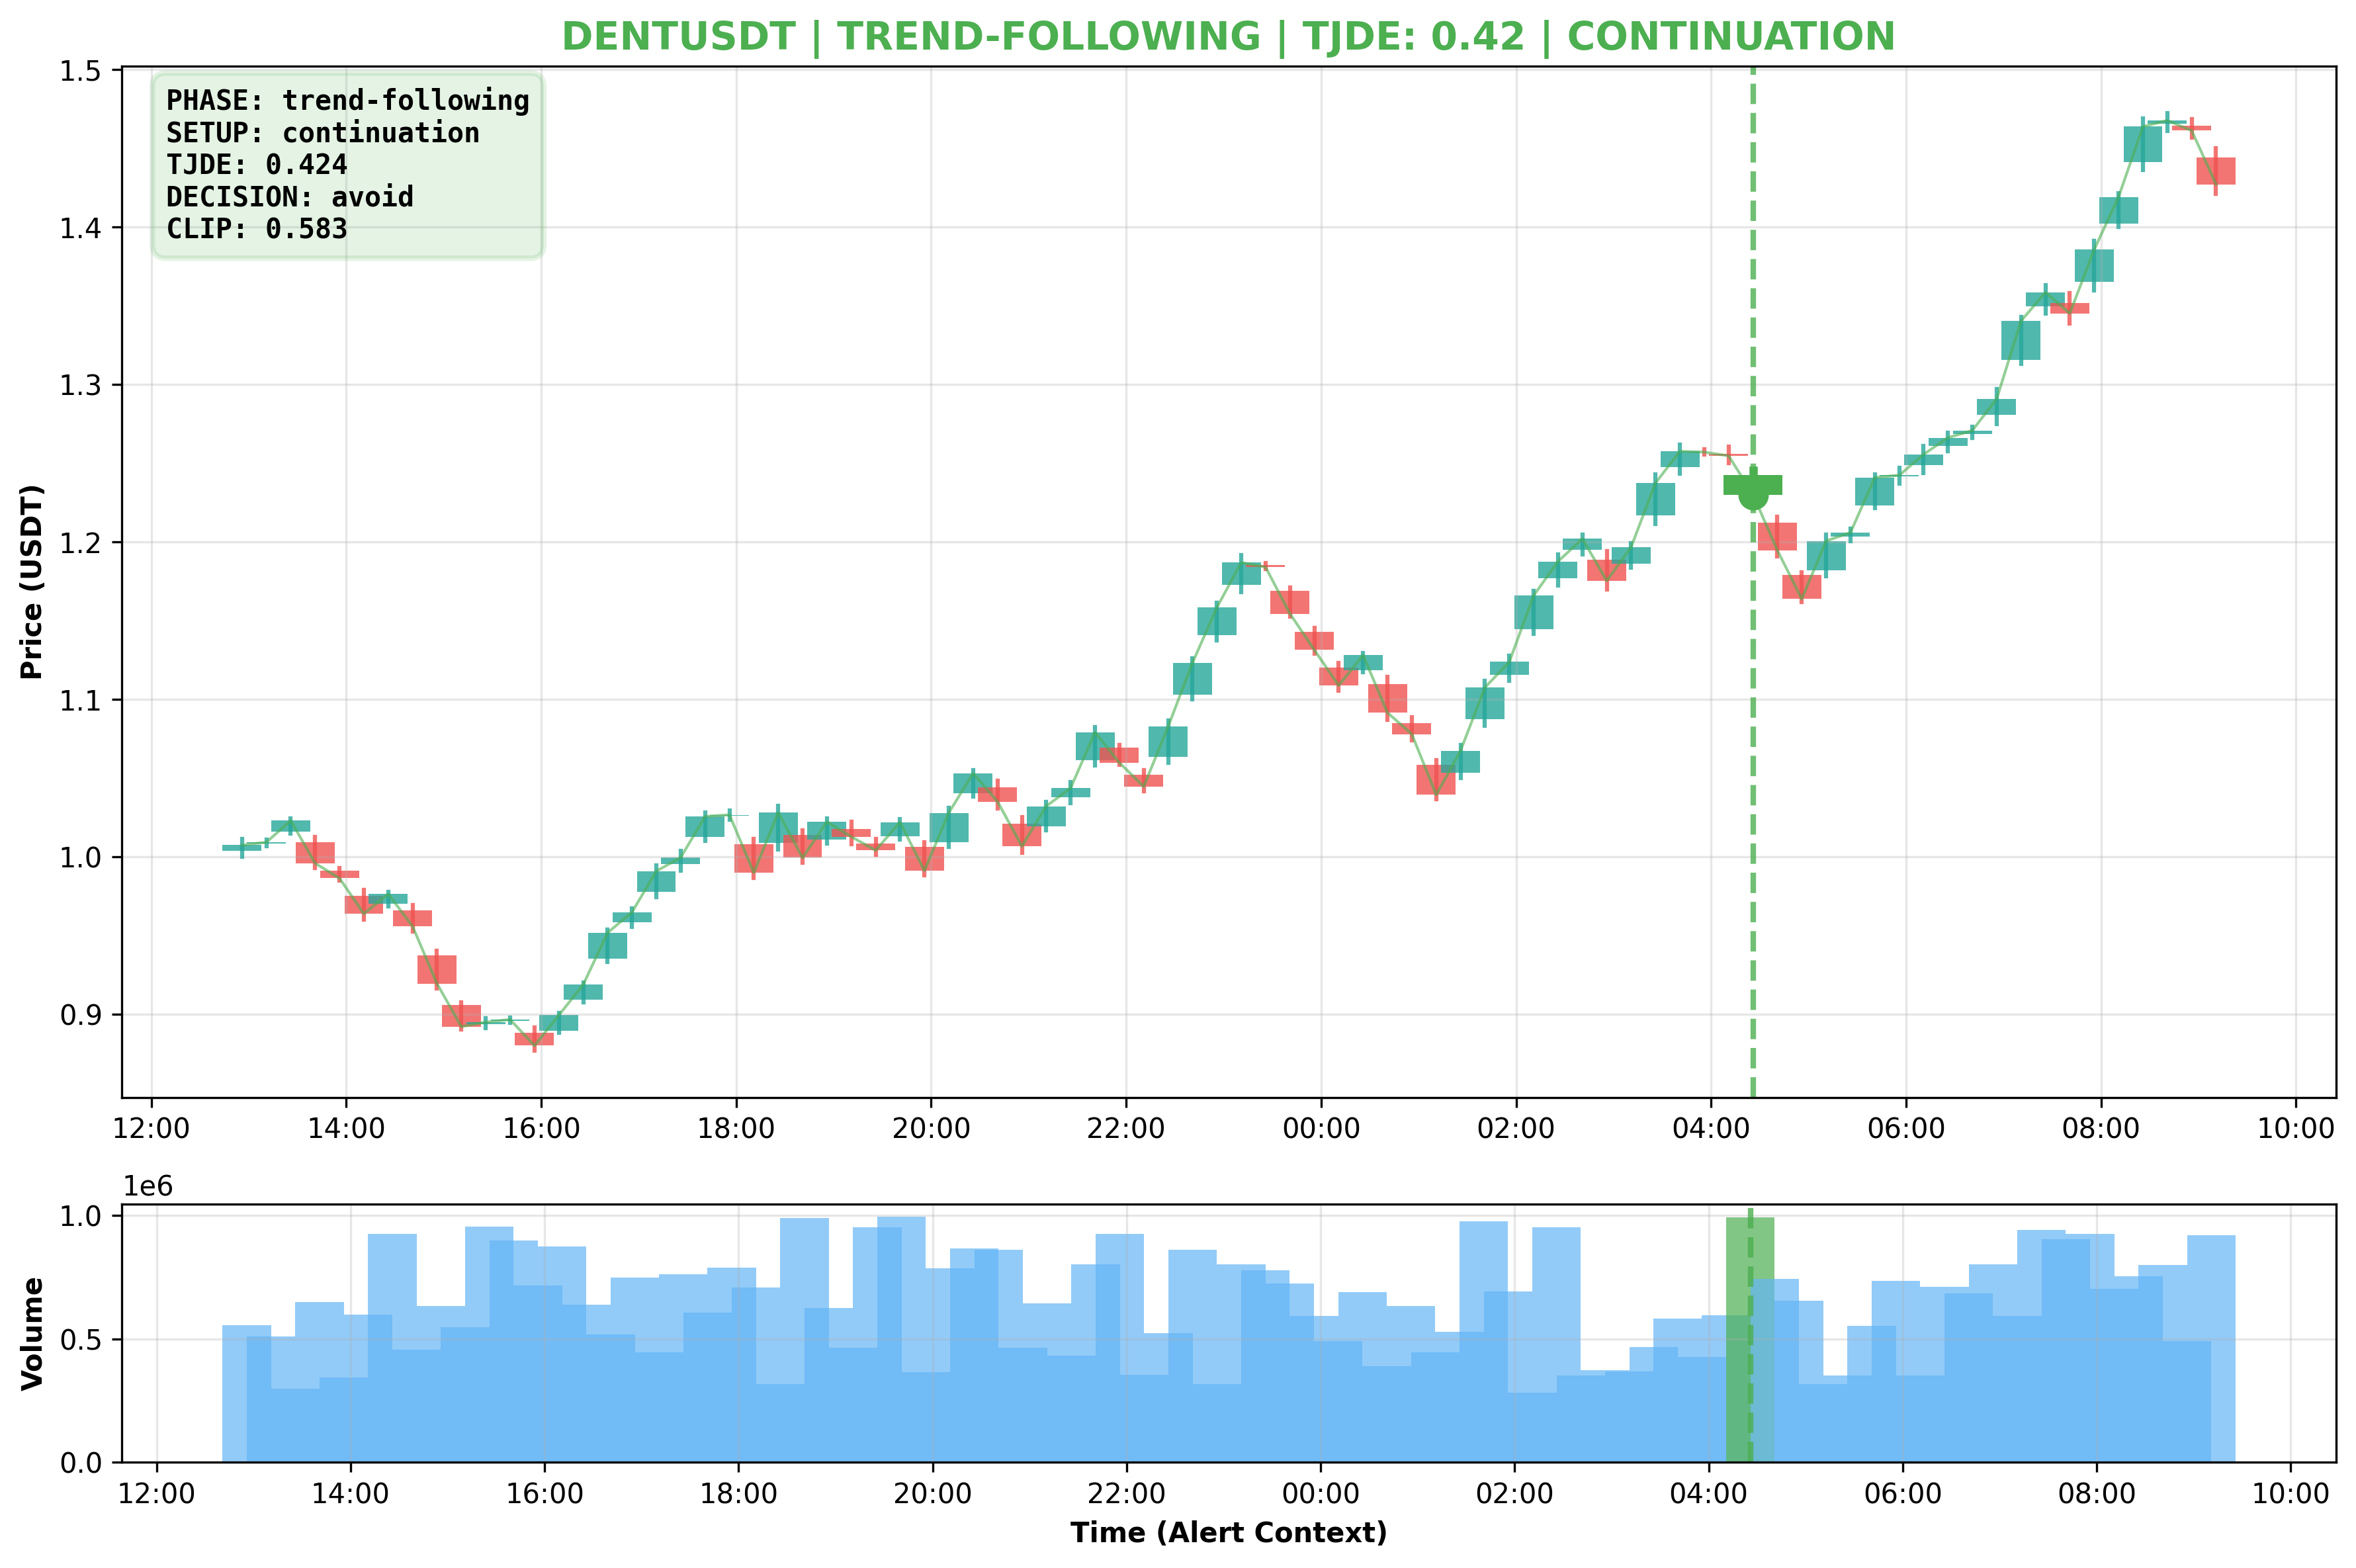 DENTUSDT | TREND-FOLLOWING | TJDE: 0.42 | CONTINUATION
PHASE: trend-following
SETUP: continuation
TJDE: 0.424
DECISION: avoid
CLIP: 0.583
Price (USDT)
1.5
1.4
1.3
1.2
1.1
1.0
0.9
12:00 14:00 16:00 18:00 20:00 22:00 00:00 02:00 04:00 06:00 08:00 10:00
1e6
Volume
1.0
0.5
0.0
12:00 14:00 16:00 18:00 20:00 22:00 00:00 02:00 04:00 06:00 08:00 10:00
Time (Alert Context)